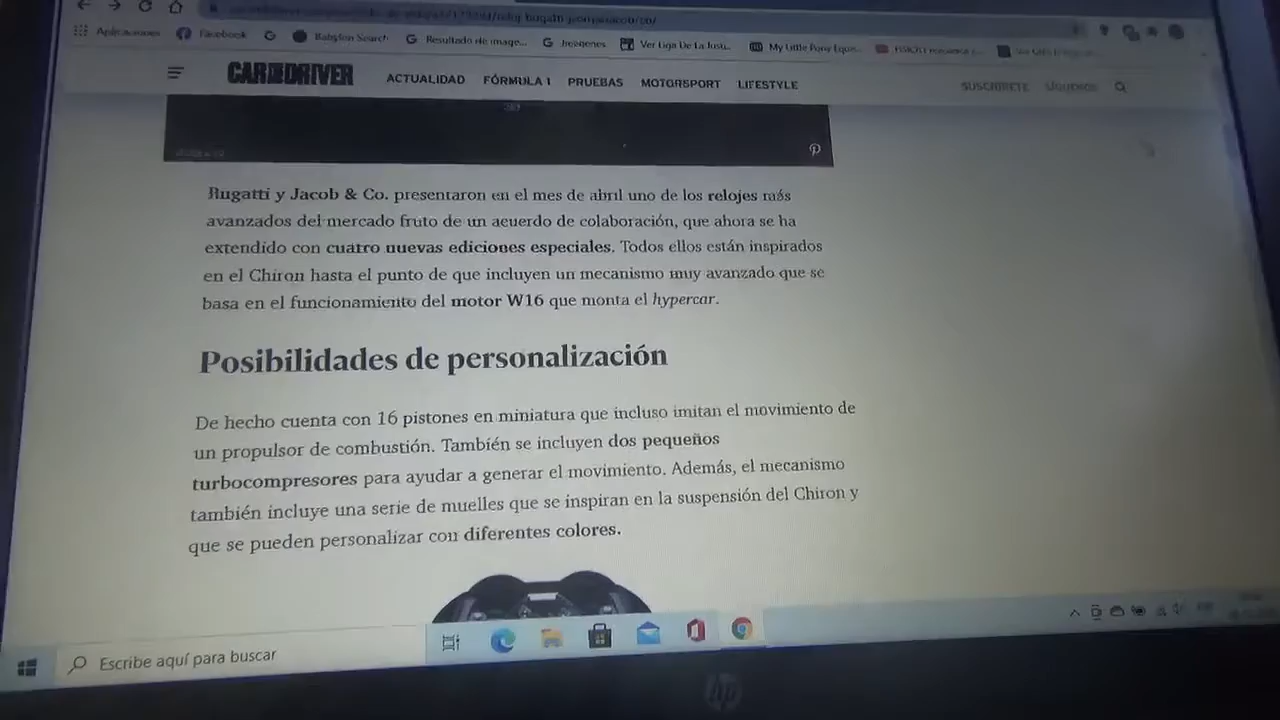 Aplicaciones Facebook G Babylon Search Resultado de image... Ver Liga De La Justi... My Little Pony Eques...
CAR DRIVER ACTUALIDAD FÓRMULA 1 PRUEBAS MOTORSPORT LIFESTYLE SUSCRÍBETE SÍGUENOS
Bugatti y Jacob & Co. presentaron en el mes de abril uno de los relojes más
avanzados del mercado fruto de un acuerdo de colaboración, que ahora se ha
extendido con cuatro nuevas ediciones especiales. Todos ellos están inspirados
en el Chiron hasta el punto de que incluyen un mecanismo muy avanzado que se
basa en el funcionamiento del motor W16 que monta el hypercar.
Posibilidades de personalización
De hecho cuenta con 16 pistones en miniatura que incluso imitan el movimiento de
un propulsor de combustión. También se incluyen dos pequeños
turbocompresores para ayudar a generar el movimiento. Además, el mecanismo
también incluye una serie de muelles que se inspiran en la suspensión del Chiron y
que se pueden personalizar con diferentes colores.
Escribe aquí para buscar
hp